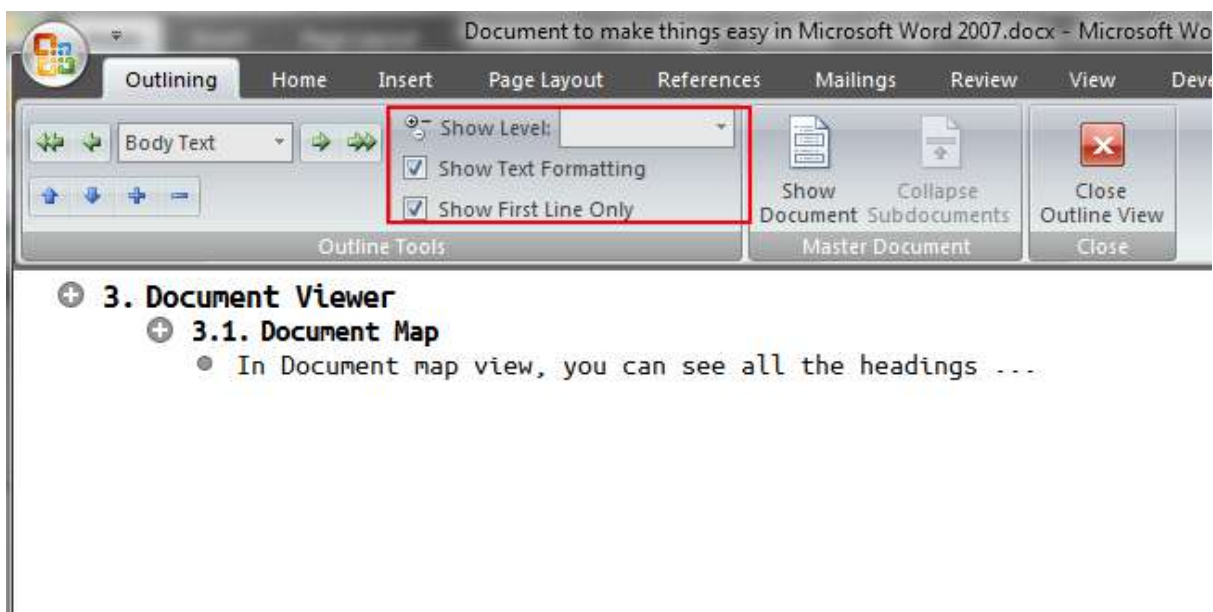 Document to make things easy in Microsoft Word 2007.docx - Microsoft Wo
Outlining Home Insert Page Layout References Mailings Review View Deve
Show Level:
Body Text
Show Text Formatting
Show First Line Only
Show Document
Collapse Subdocuments
Close Outline View
Outline Tools Master Document Close
3. Document Viewer
3.1. Document Map
In Document map view, you can see all the headings ...